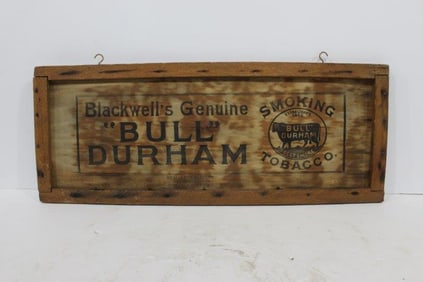 Blackwell's Genuine
"BULL"
DURHAM
SMOKING
BULL
DURHAM
TOBACCO.